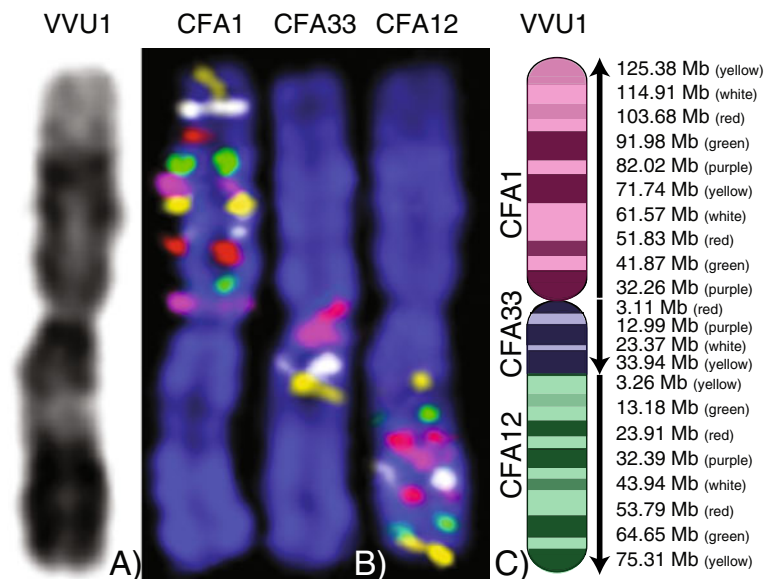 VVU1
CFA1
CFA33
CFA12
VVU1
125.38 Mb (yellow)
114.91 Mb (white)
103.68 Mb (red)
91.98 Mb (green)
82.02 Mb (purple)
71.74 Mb (yellow)
61.57 Mb (white)
51.83 Mb (red)
41.87 Mb (green)
32.26 Mb (purple)
3.11 Mb (red)
12.99 Mb (purple)
23.37 Mb (white)
33.94 Mb (yellow)
3.26 Mb (yellow)
13.18 Mb (green)
23.91 Mb (red)
32.39 Mb (purple)
43.94 Mb (white)
53.79 Mb (red)
64.65 Mb (green)
75.31 Mb (yellow)
CFA1
CFA33
CFA12
A)
B)
C)